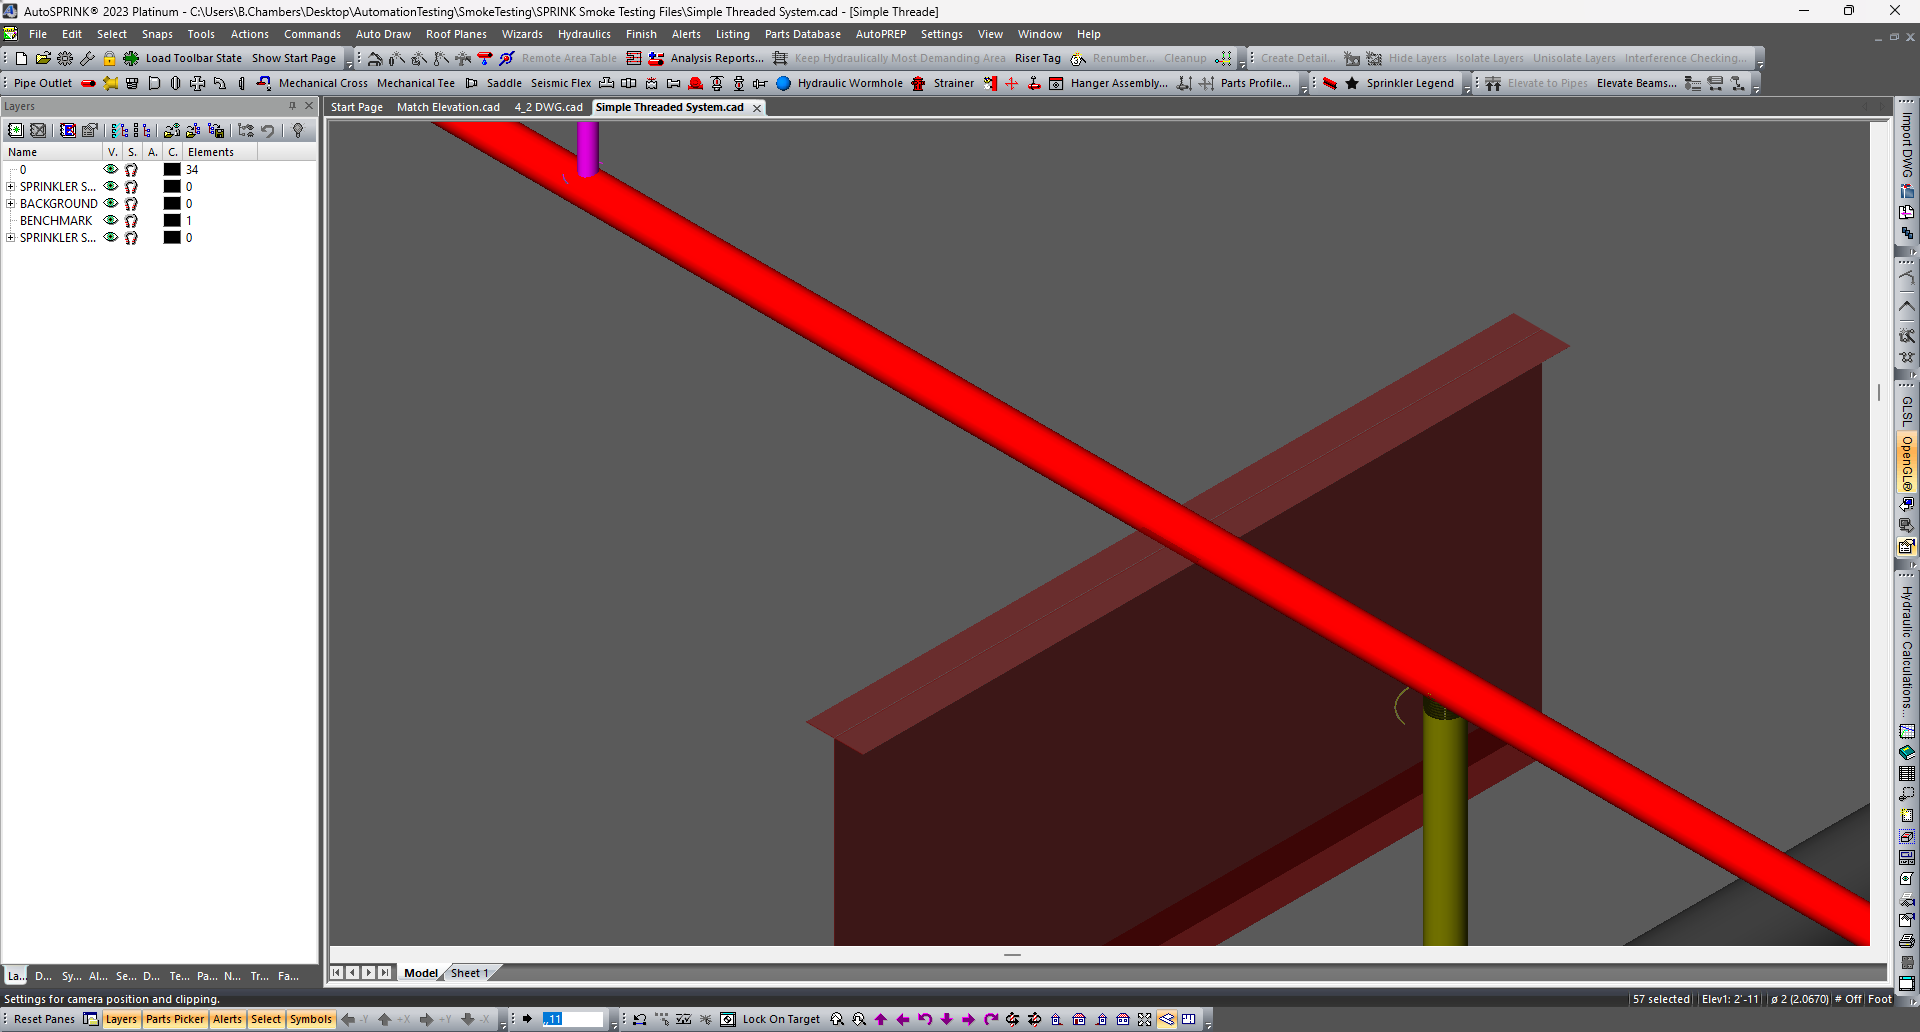 AutoSPRINK® 2023 Platinum - C:\Users\B.Chambers\Desktop\AutomationTesting\SmokeTesting\SPRINK Smoke Testing Files\Simple Threaded System.cad - [Simple Threade]
File Edit Select Snaps Tools Actions Commands Auto Draw Roof Planes Wizards Hydraulics Finish Alerts Listing Parts Database AutoPREP Settings View Window Help
Load Toolbar State Show Start Page Remote Area Table Analysis Reports... Keep Hydraulically Most Demanding Area Riser Tag Renumber... Cleanup Create Detail... Hide Layers Isolate Layers Unisolate Layers Interference Checking...
Pipe Outlet Mechanical Cross Mechanical Tee Saddle Seismic Flex Hydraulic Wormhole Strainer Hanger Assembly... Parts Profile... Sprinkler Legend Elevate to Pipes Elevate Beams...
Layers
Start Page Match Elevation.cad 4_2 DWG.cad Simple Threaded System.cad
Name V. S. A. C. Elements
0 34
SPRINKLER S... 0
BACKGROUND 0
BENCHMARK 1
SPRINKLER S... 0
Import DWG
GLSL
OpenGL®
Hydraulic Calculations...
La... D... Sy... Al... Se... D... Te... Pa... N... Tr... Fa...
Model Sheet 1
Settings for camera position and clipping.
57 selected Elev1: 2'-11 ø 2 (2.0670) # Off Foot
Reset Panes Layers Parts Picker Alerts Select Symbols -Y +X +Y -X ,,11 Lock On Target